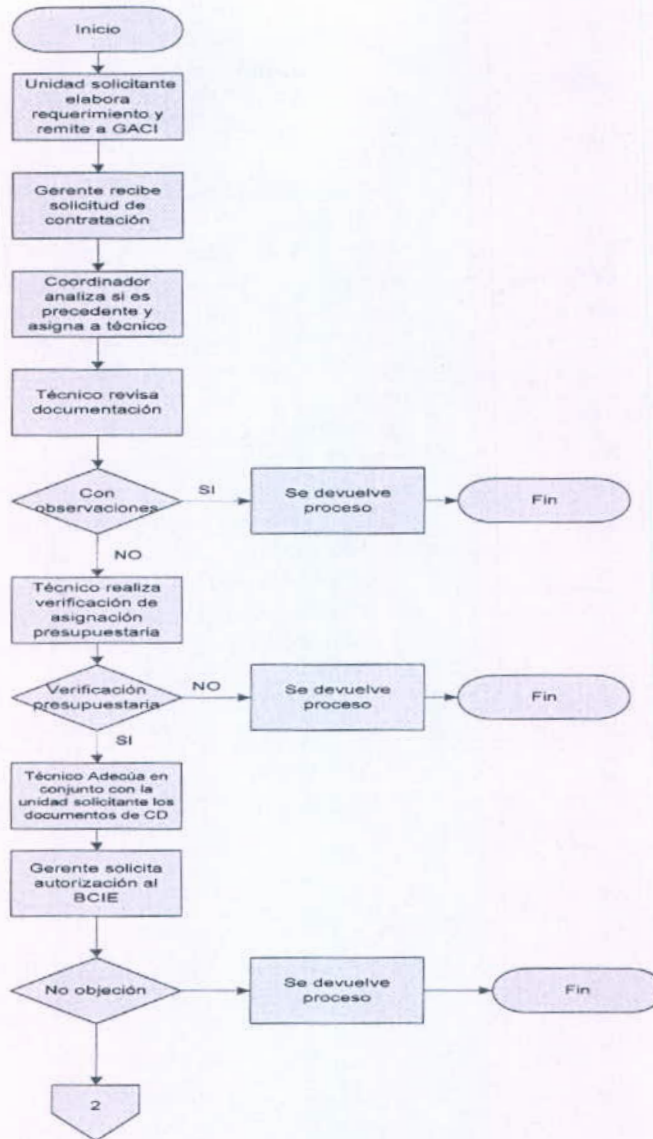 Inicio
Unidad solicitante
elabora
requerimiento y
remite a GACI
Gerente recibe
solicitud de
contratación
Coordinador
analiza si es
precedente y
asigna a técnico
Técnico revisa
documentación
Con
observaciones
SI
Se devuelve
proceso
Fin
NO
Técnico realiza
verificación de
asignación
presupuestaria
Verificación
presupuestaria
NO
Se devuelve
proceso
Fin
SI
Técnico Adecúa en
conjunto con la
unidad solicitante los
documentos de CD
Gerente solicita
autorización al
BCIE
No objeción
Se devuelve
proceso
Fin
2